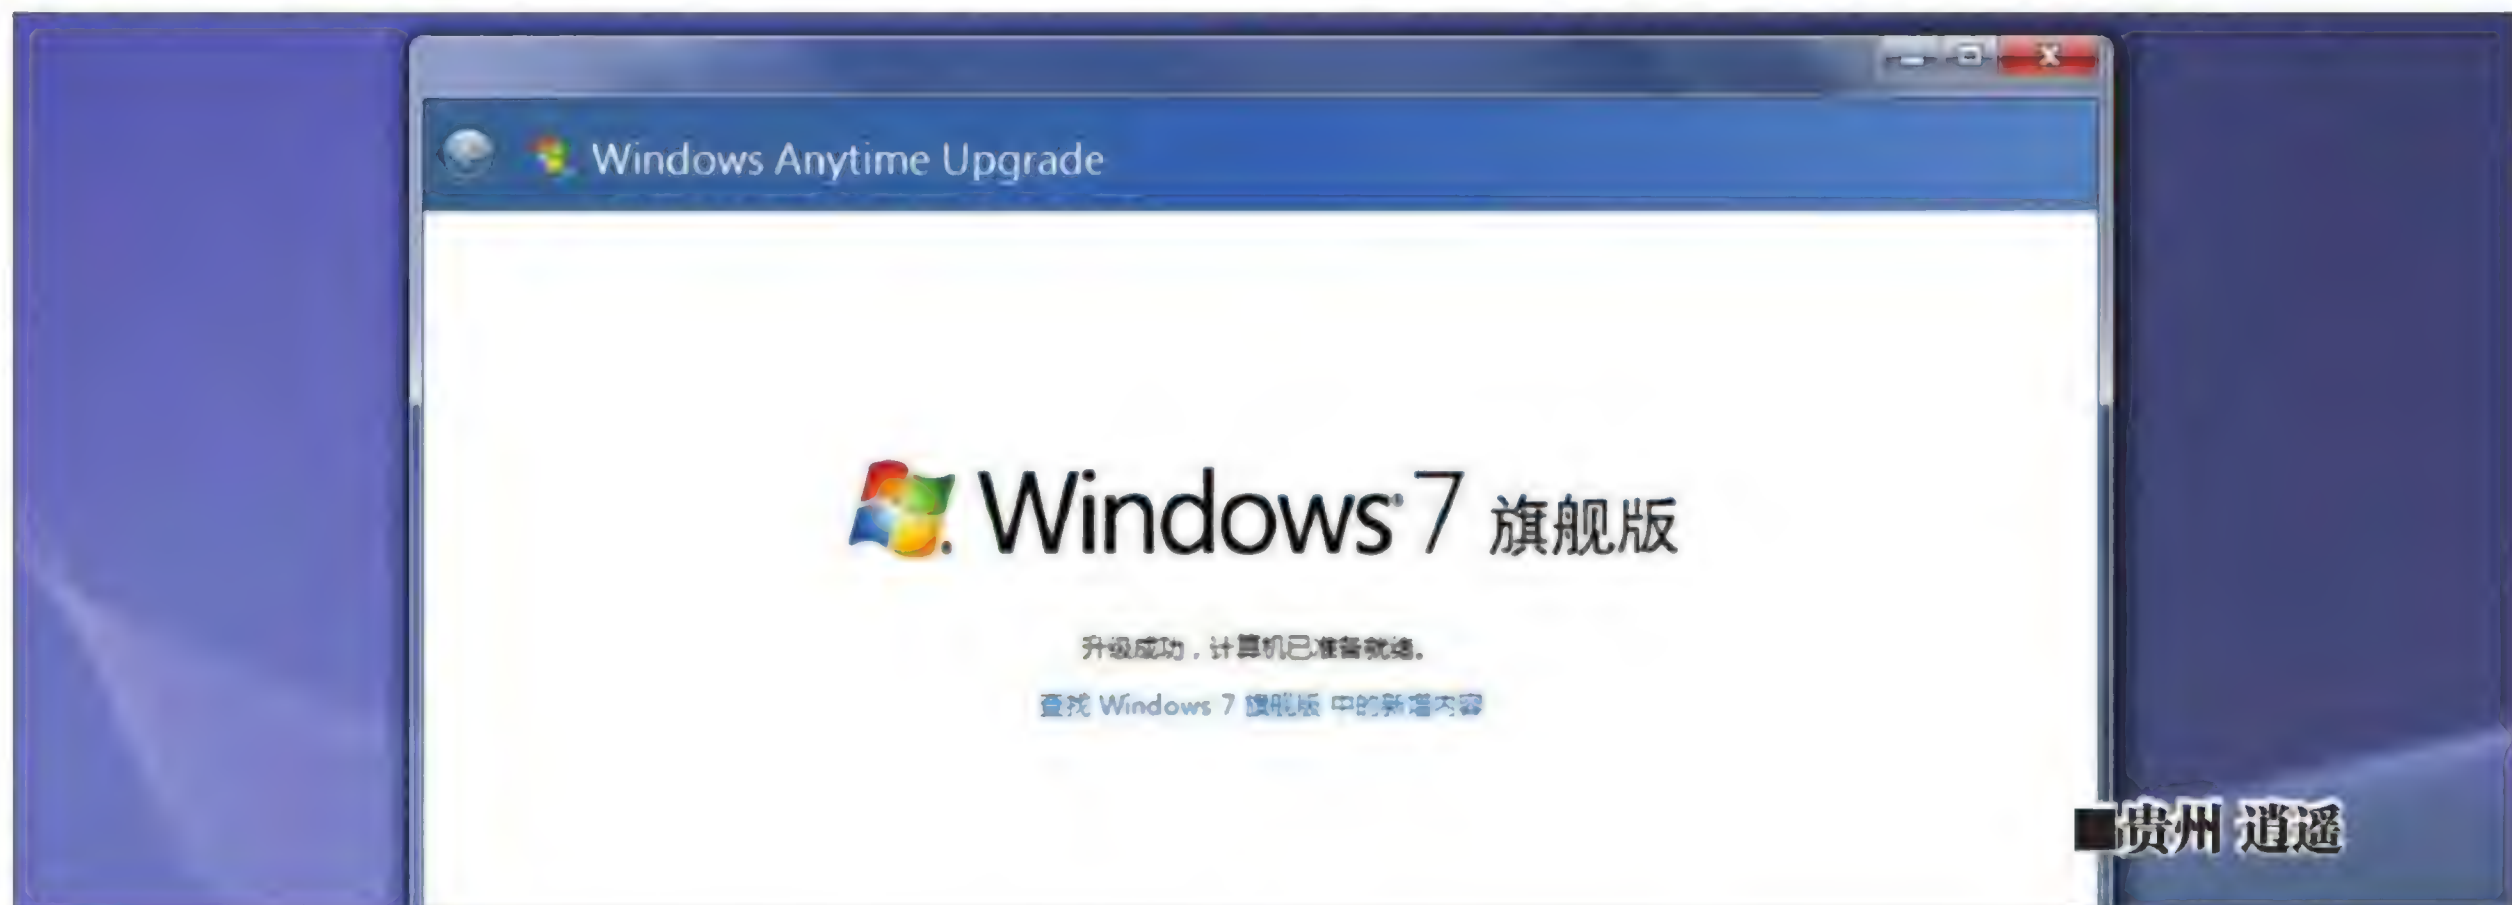 Windows Anytime Upgrade
Windows® 7 旗舰版
升级成功，计算机已准备就绪。
查找 Windows 7 旗舰版 中的新增内容
■贵州 逍遥